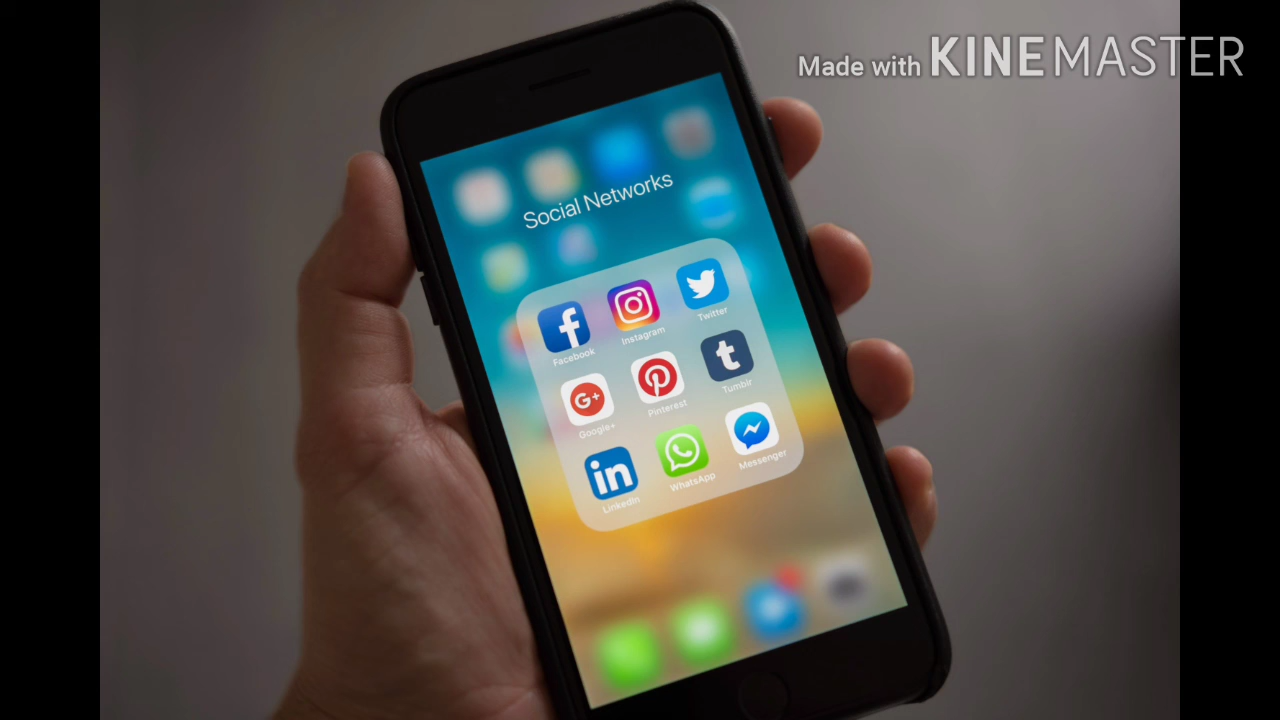 Made with KINEMASTER
Social Networks
Facebook
Instagram
Twitter
Google+
Pinterest
Tumblr
LinkedIn
WhatsApp
Messenger